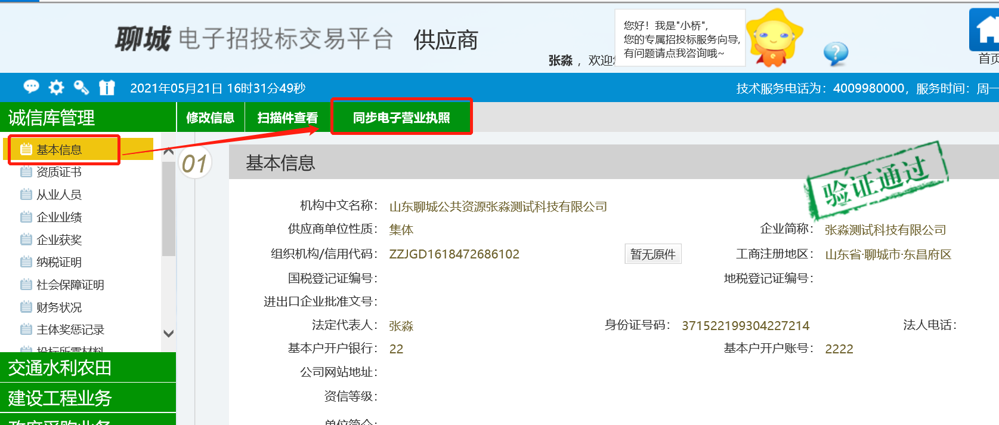 聊城 电子招投标交易平台 供应商
您好！我是"小桥",
您的专属招投标服务向导,
有问题请点我咨询哦~
张淼 ，欢迎
首页
2021年05月21日 16时31分49秒
技术服务电话为：4009980000，服务时间：周一
诚信库管理
修改信息 扫描件查看 同步电子营业执照
基本信息
资质证书
从业人员
企业业绩
企业获奖
纳税证明
社会保障证明
财务状况
主体奖惩记录
投标所需材料
交通水利农田
建设工程业务
政府采购业务
01 基本信息
验证通过
机构中文名称： 山东聊城公共资源张淼测试科技有限公司
供应商单位性质： 集体 企业简称： 张淼测试科技有限公司
组织机构/信用代码： ZZJGD1618472686102 暂无原件 工商注册地区： 山东省·聊城市·东昌府区
国税登记证编号： 地税登记证编号：
进出口企业批准文号：
法定代表人： 张淼 身份证号码： 371522199304227214 法人电话：
基本户开户银行： 22 基本户开户账号： 2222
公司网站地址：
资信等级：
单位简介：